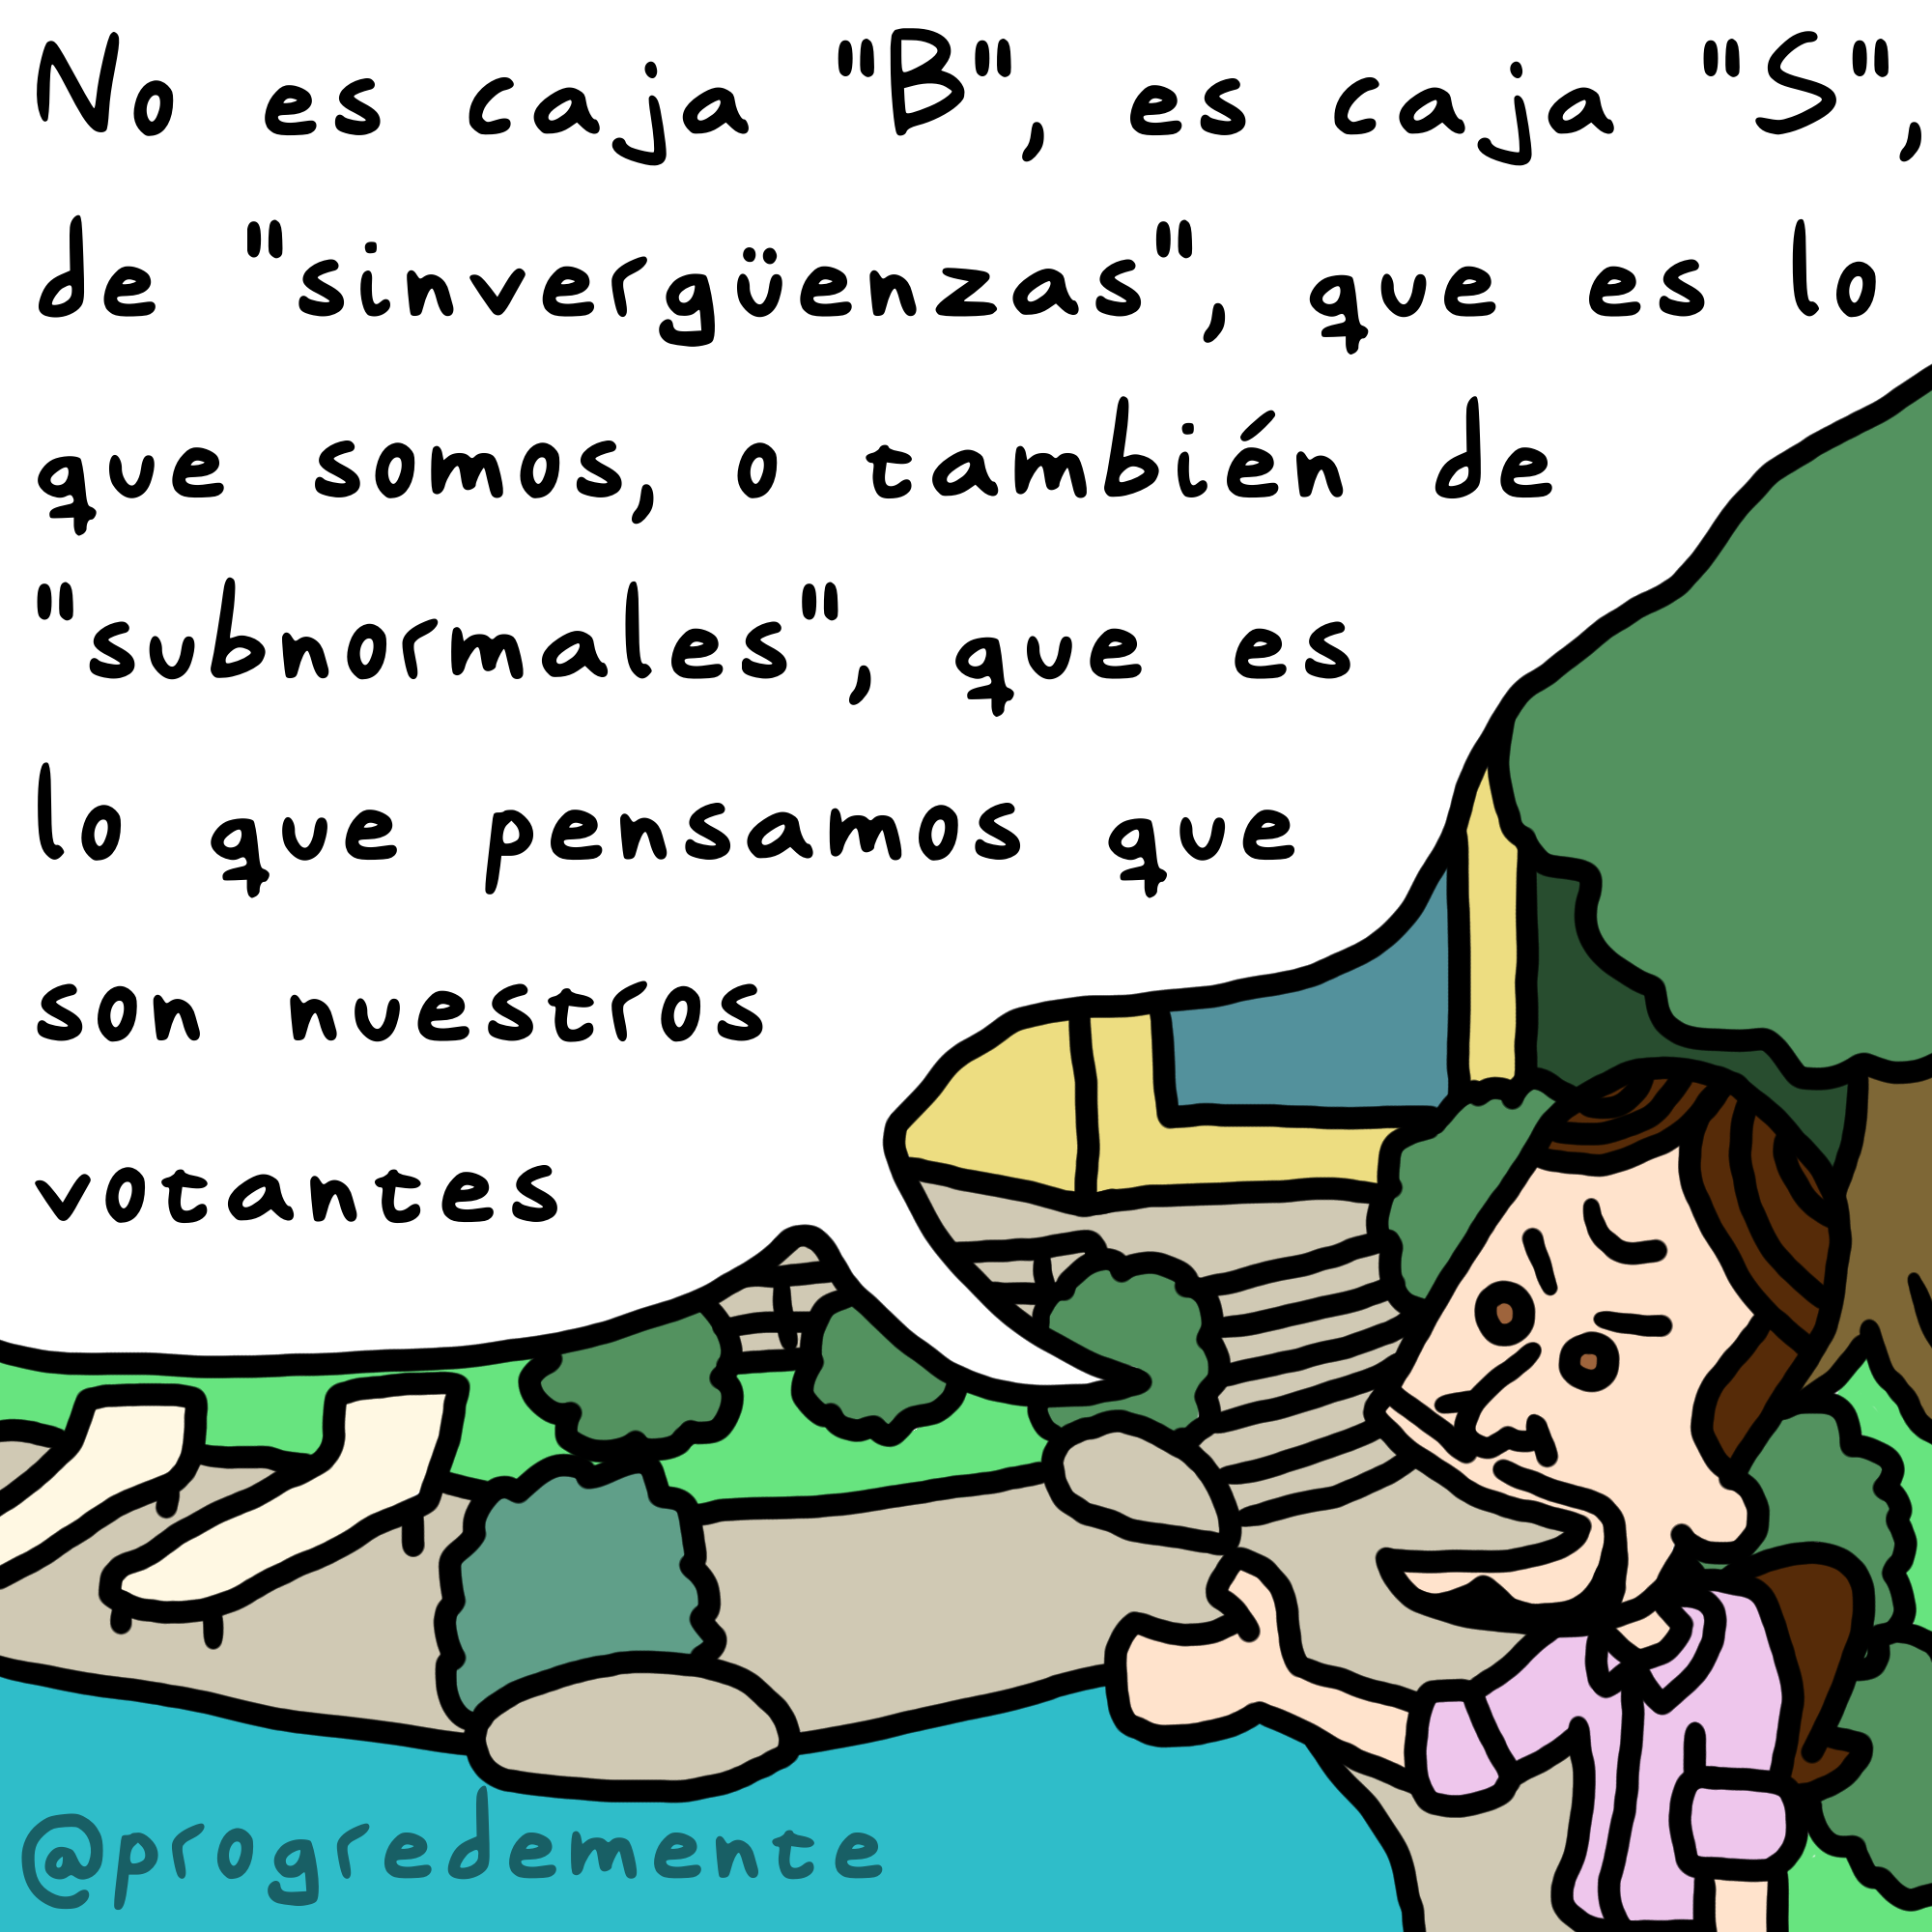 No es caja "B", es caja "S",
de "sinvergüenzas", que es lo
que somos, o también de
"subnormales", que es
lo que pensamos que
son nuestros
votantes
@progredemente